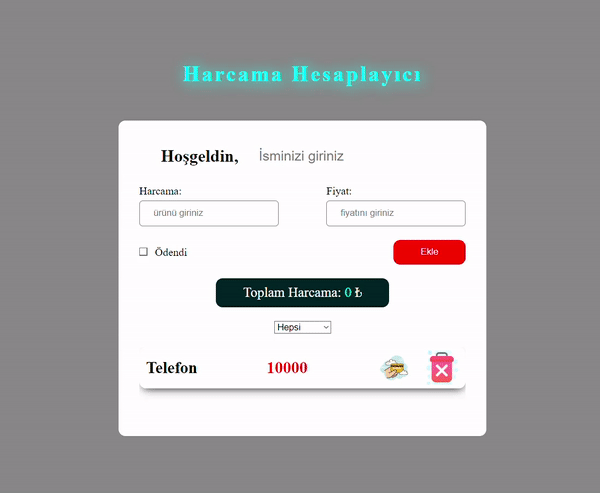 Harcama Hesaplayıcı
Hoşgeldin, İsminizi giriniz
Harcama: Fiyat:
ürünü giriniz fiyatını giriniz
Ödendi Ekle
Toplam Harcama: 0 ₺
Hepsi
Telefon 10000